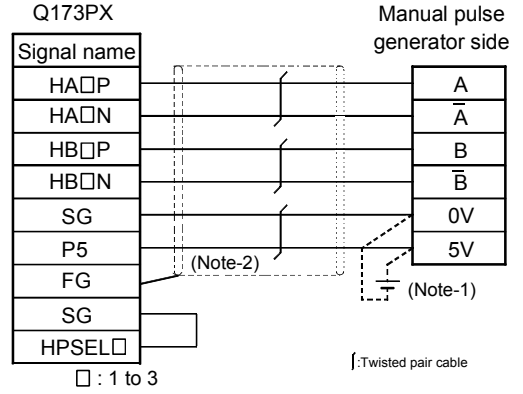 Q173PX
Manual pulse
generator side
Signal name
HA□P
A
HA□N
A̅
HB□P
B
HB□N
B̅
SG
0V
P5
5V
(Note-2)
FG
(Note-1)
SG
HPSEL□
:Twisted pair cable
□ : 1 to 3